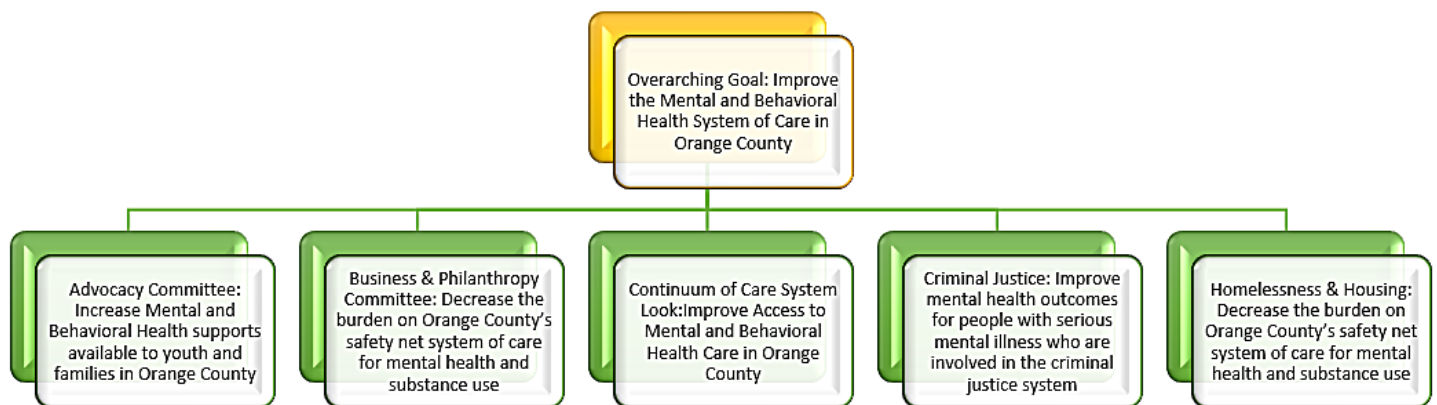 Overarching Goal: Improve
the Mental and Behavioral
Health System of Care in
Orange County
Advocacy Committee:
Increase Mental and
Behavioral Health supports
available to youth and
families in Orange County
Business & Philanthropy
Committee: Decrease the
burden on Orange County’s
safety net system of care
for mental health and
substance use
Continuum of Care System
Look:Improve Access to
Mental and Behavioral
Health Care in Orange
County
Criminal Justice: Improve
mental health outcomes
for people with serious
mental illness who are
involved in the criminal
justice system
Homelessness & Housing:
Decrease the burden on
Orange County’s safety net
system of care for mental
health and substance use